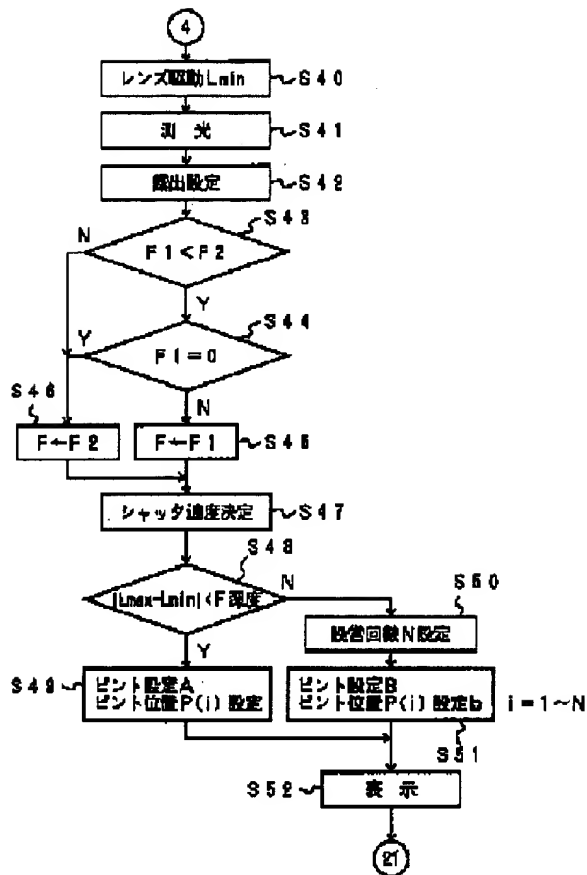 4
レンズ駆動Lmin
S40
測光
S41
露出設定
S42
S43
N
F1<F2
Y
S44
Y
F1=0
S46
N
F←F2
F←F1
S45
シャッタ速度決定
S47
S48
|Lmax-Lmin|<F深度
N
S50
Y
回数N設定
S49
ピント設定A
ピント位置P(i)設定
ピント設定B
ピント位置P(i)設定b
i=1~N
S51
S52
表示
21